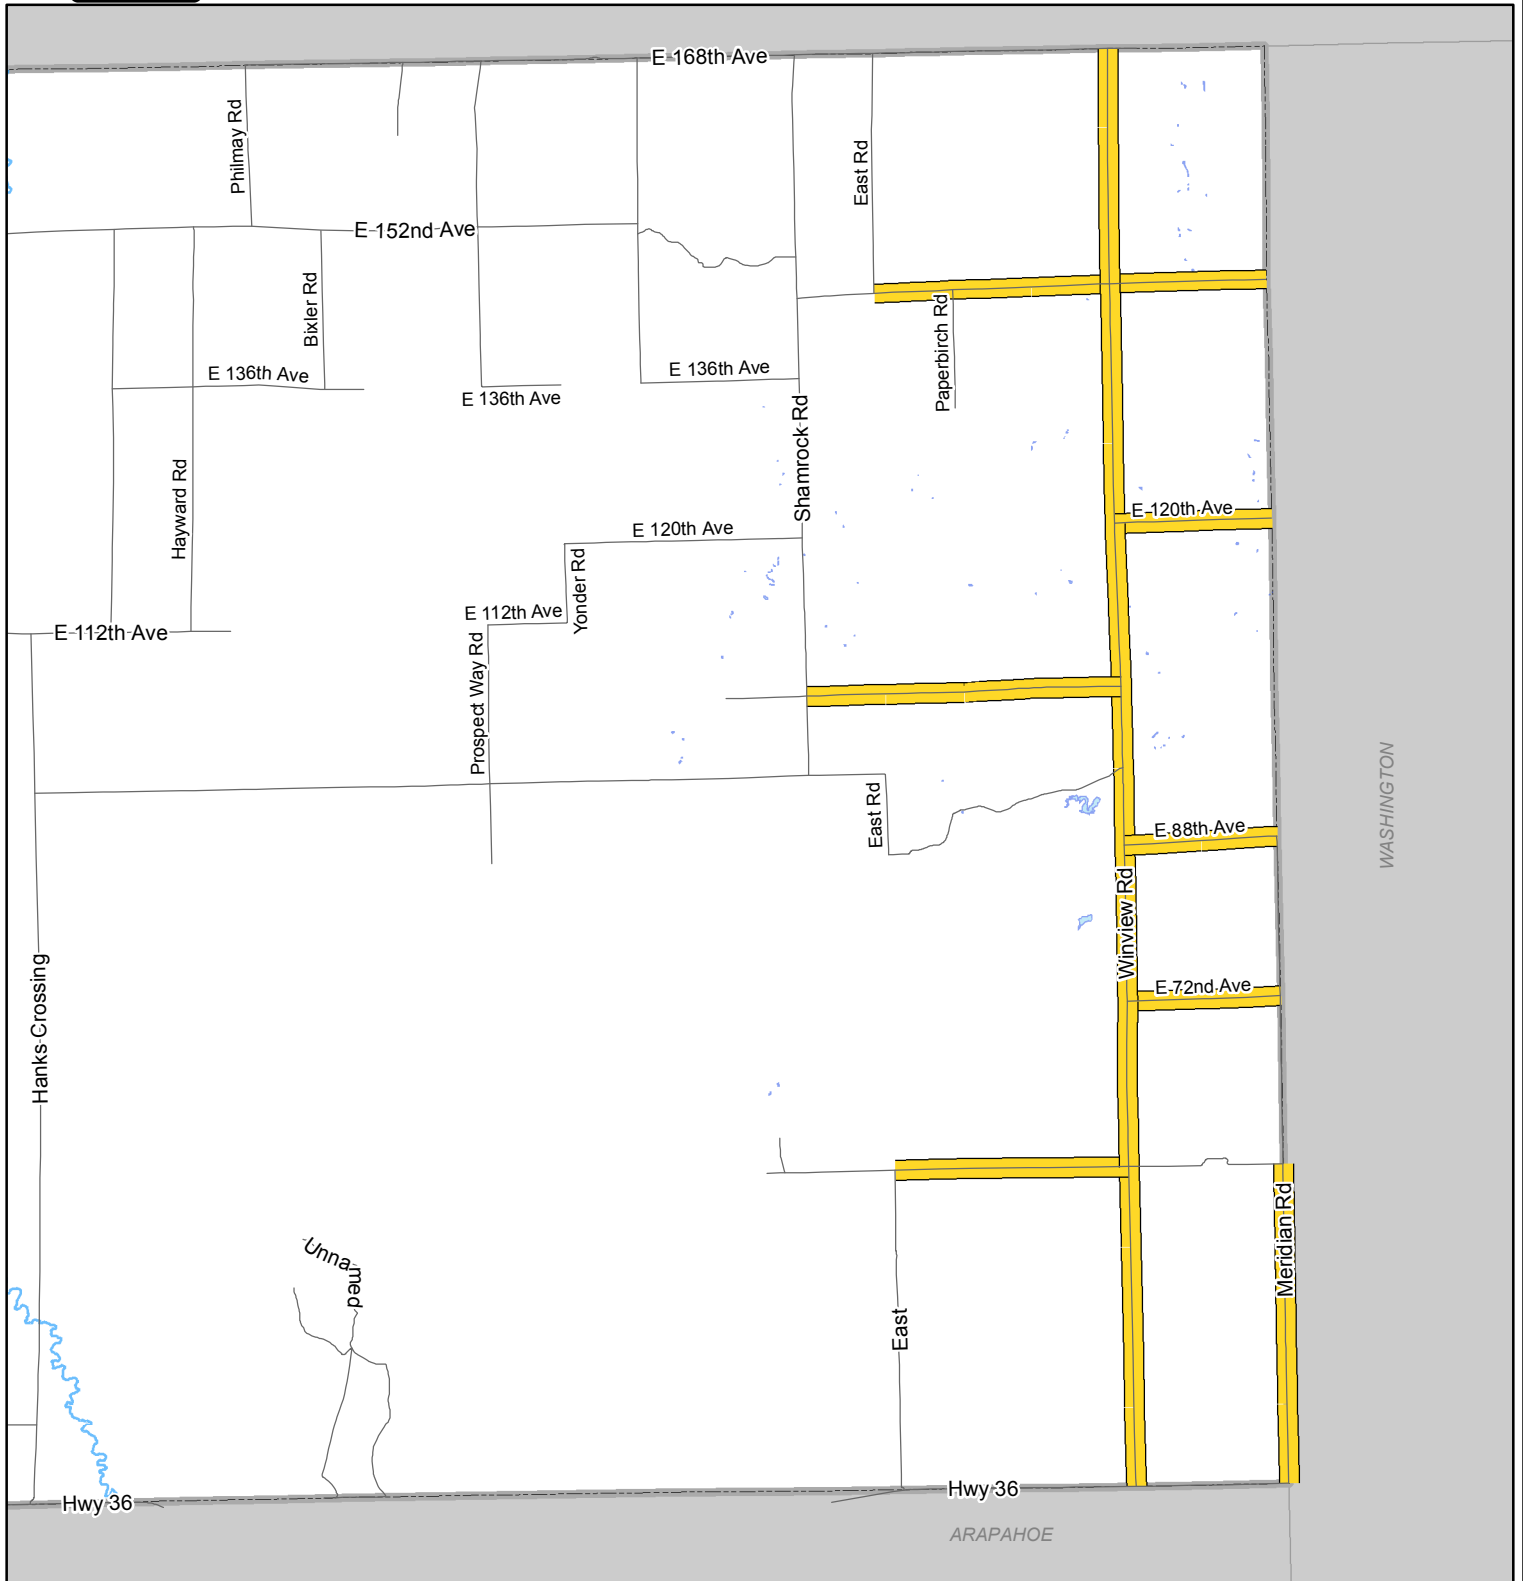 E 168th Ave
Philmay Rd
East Rd
E 152nd Ave
Bixler Rd
Paperbirch Rd
E 136th Ave
E 136th Ave
E 136th Ave
Shamrock Rd
Hayward Rd
E 120th Ave
E 120th Ave
Yonder Rd
E 112th Ave
E 112th Ave
Prospect Way Rd
WASHINGTON
East Rd
E 88th Ave
Winview Rd
Hanks Crossing
E 72nd Ave
Meridian Rd
Unnamed
East
Hwy 36
Hwy 36
ARAPAHOE